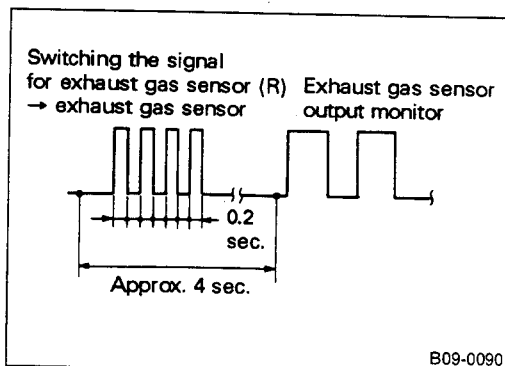 Switching the signal
for exhaust gas sensor (R)
→ exhaust gas sensor
Exhaust gas sensor
output monitor
0.2
sec.
Approx. 4 sec.
B09-0090